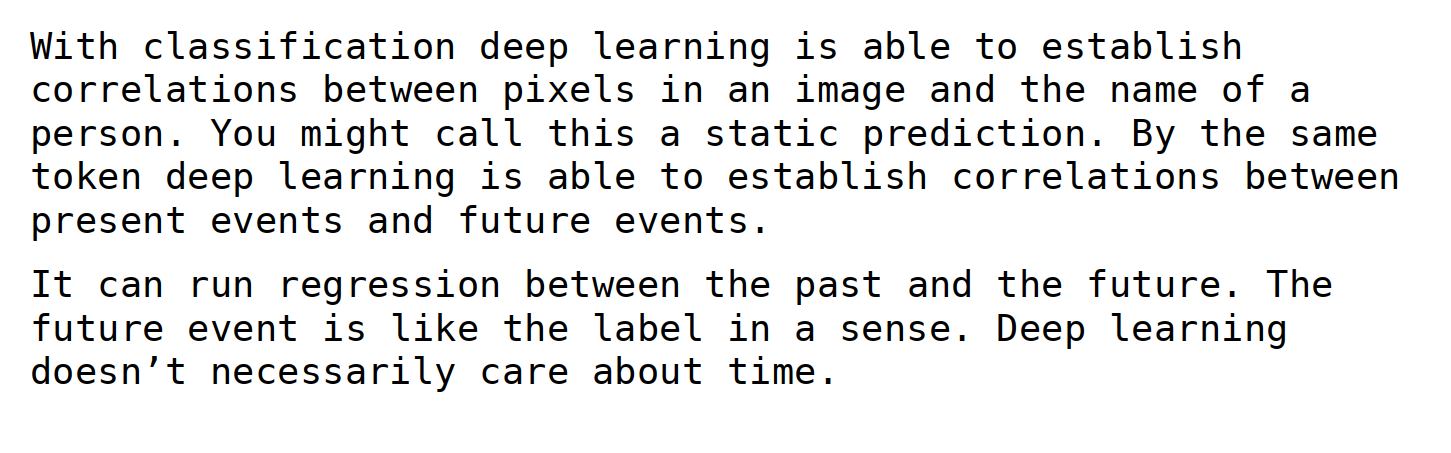 With classification deep learning is able to establish
correlations between pixels in an image and the name of a
person. You might call this a static prediction. By the same
token deep learning is able to establish correlations between
present events and future events.
It can run regression between the past and the future. The
future event is like the label in a sense. Deep learning
doesn’t necessarily care about time.